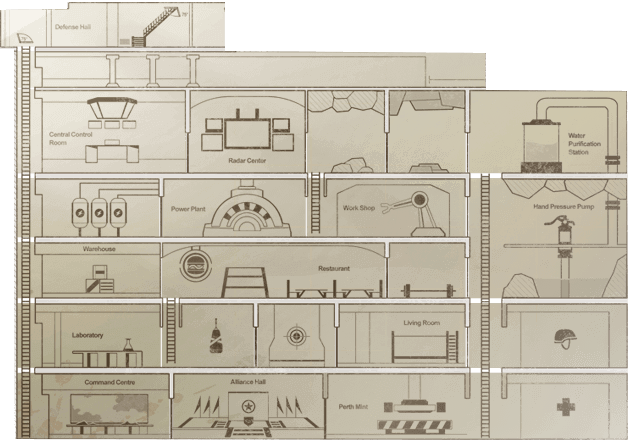 Defense Hall
Central Control
Room
Radar Center
Water
Purification
Station
Power Plant
Work Shop
Hand Pressure Pump
Warehouse
Restaurant
Laboratory
Living Room
Command Centre
Alliance Hall
Perth Mint